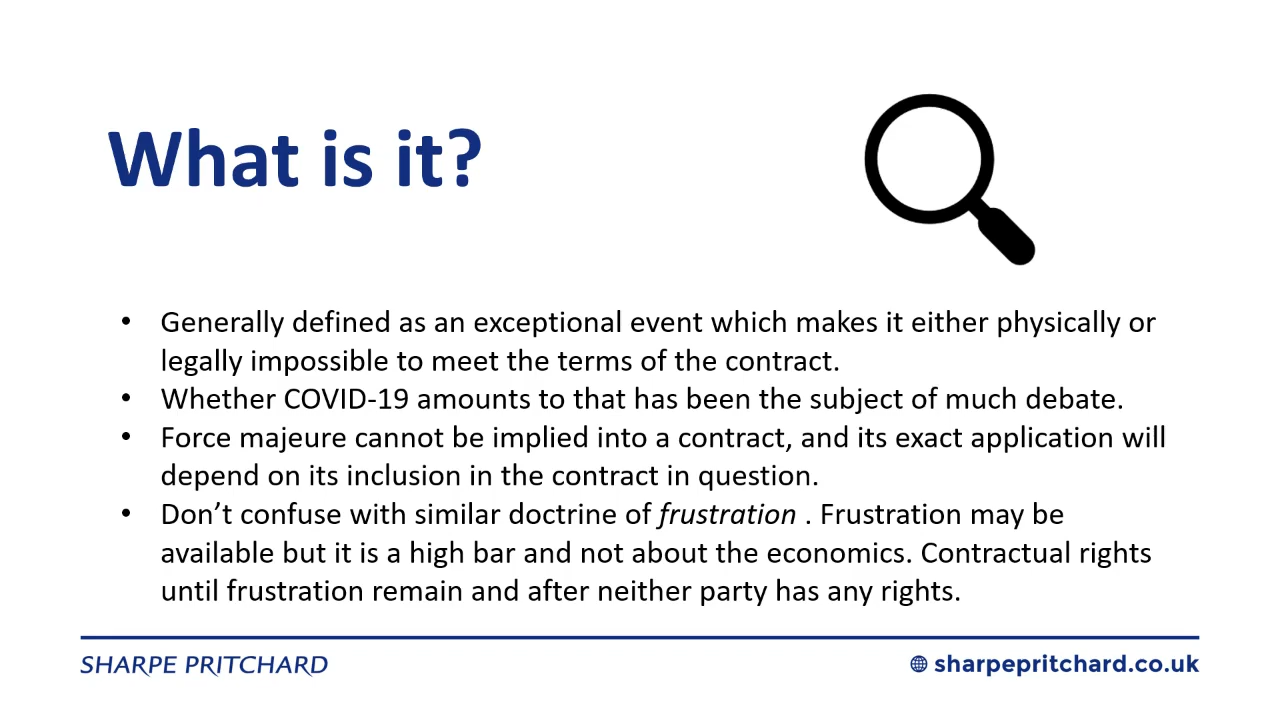 What is it?
• Generally defined as an exceptional event which makes it either physically or
legally impossible to meet the terms of the contract.
• Whether COVID-19 amounts to that has been the subject of much debate.
• Force majeure cannot be implied into a contract, and its exact application will
depend on its inclusion in the contract in question.
• Don’t confuse with similar doctrine of frustration . Frustration may be
available but it is a high bar and not about the economics. Contractual rights
until frustration remain and after neither party has any rights.
SHARPE PRITCHARD
sharpepritchard.co.uk